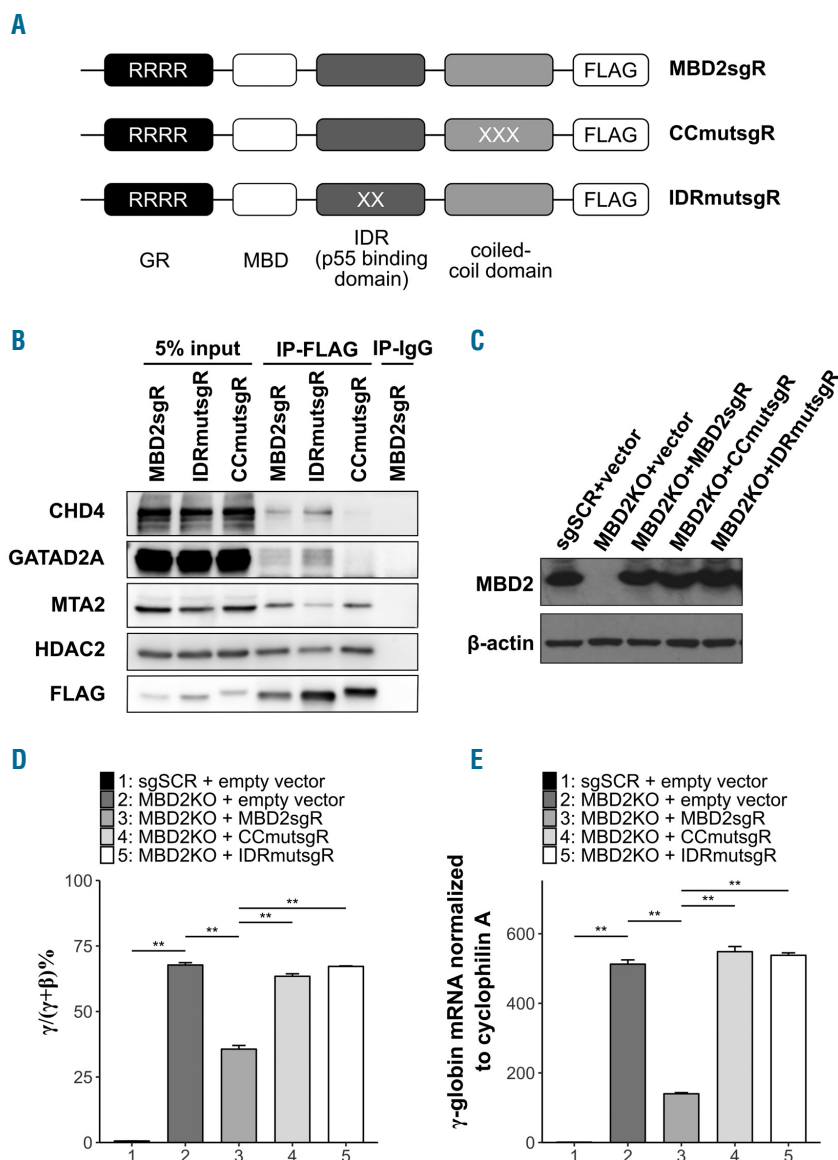 A
RRRR FLAG MBD2sgR
RRRR XXX FLAG CCmutsgR
RRRR XX FLAG IDRmutsgR
GR
MBD
IDR
(p55 binding
domain)
coiled-
coil domain
B
5% input IP-FLAG IP-IgG
MBD2sgR
IDRmutsgR
CCmutsgR
MBD2sgR
IDRmutsgR
CCmutsgR
MBD2sgR
CHD4
GATAD2A
MTA2
HDAC2
FLAG
C
sgSCR+vector
MBD2KO+vector
MBD2KO+MBD2sgR
MBD2KO+CCmutsgR
MBD2KO+IDRmutsgR
MBD2
β-actin
D
1: sgSCR + empty vector
2: MBD2KO + empty vector
3: MBD2KO + MBD2sgR
4: MBD2KO + CCmutsgR
5: MBD2KO + IDRmutsgR
γ/(γ+β)%
100
75
50
25
0
** ** ** **
1 2 3 4 5
E
1: sgSCR + empty vector
2: MBD2KO + empty vector
3: MBD2KO + MBD2sgR
4: MBD2KO + CCmutsgR
5: MBD2KO + IDRmutsgR
γ-globin mRNA normalized
to cyclophilin A
600
400
200
0
** ** ** **
1 2 3 4 5